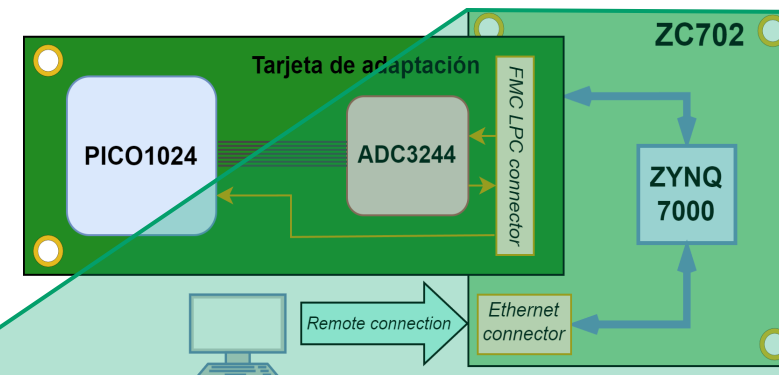 ZC702
Tarjeta de adaptación
PICO1024
ADC3244
FMC LPC connector
ZYNQ
7000
Remote connection
Ethernet
connector